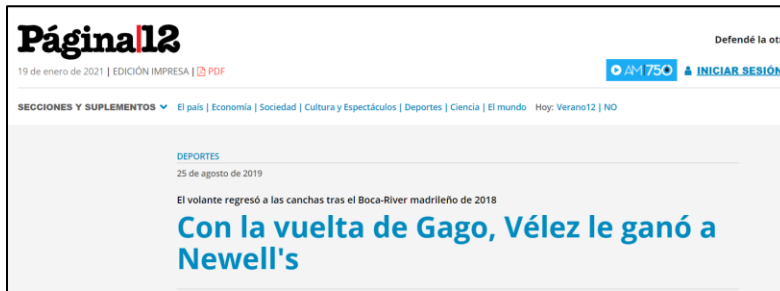 Página|12
Defendé la ot
19 de enero de 2021 | EDICIÓN IMPRESA | PDF
AM 750 INICIAR SESIÓN
SECCIONES Y SUPLEMENTOS El país | Economía | Sociedad | Cultura y Espectáculos | Deportes | Ciencia | El mundo Hoy: Verano12 | NO
DEPORTES
25 de agosto de 2019
El volante regresó a las canchas tras el Boca-River madrileño de 2018
Con la vuelta de Gago, Vélez le ganó a
Newell's